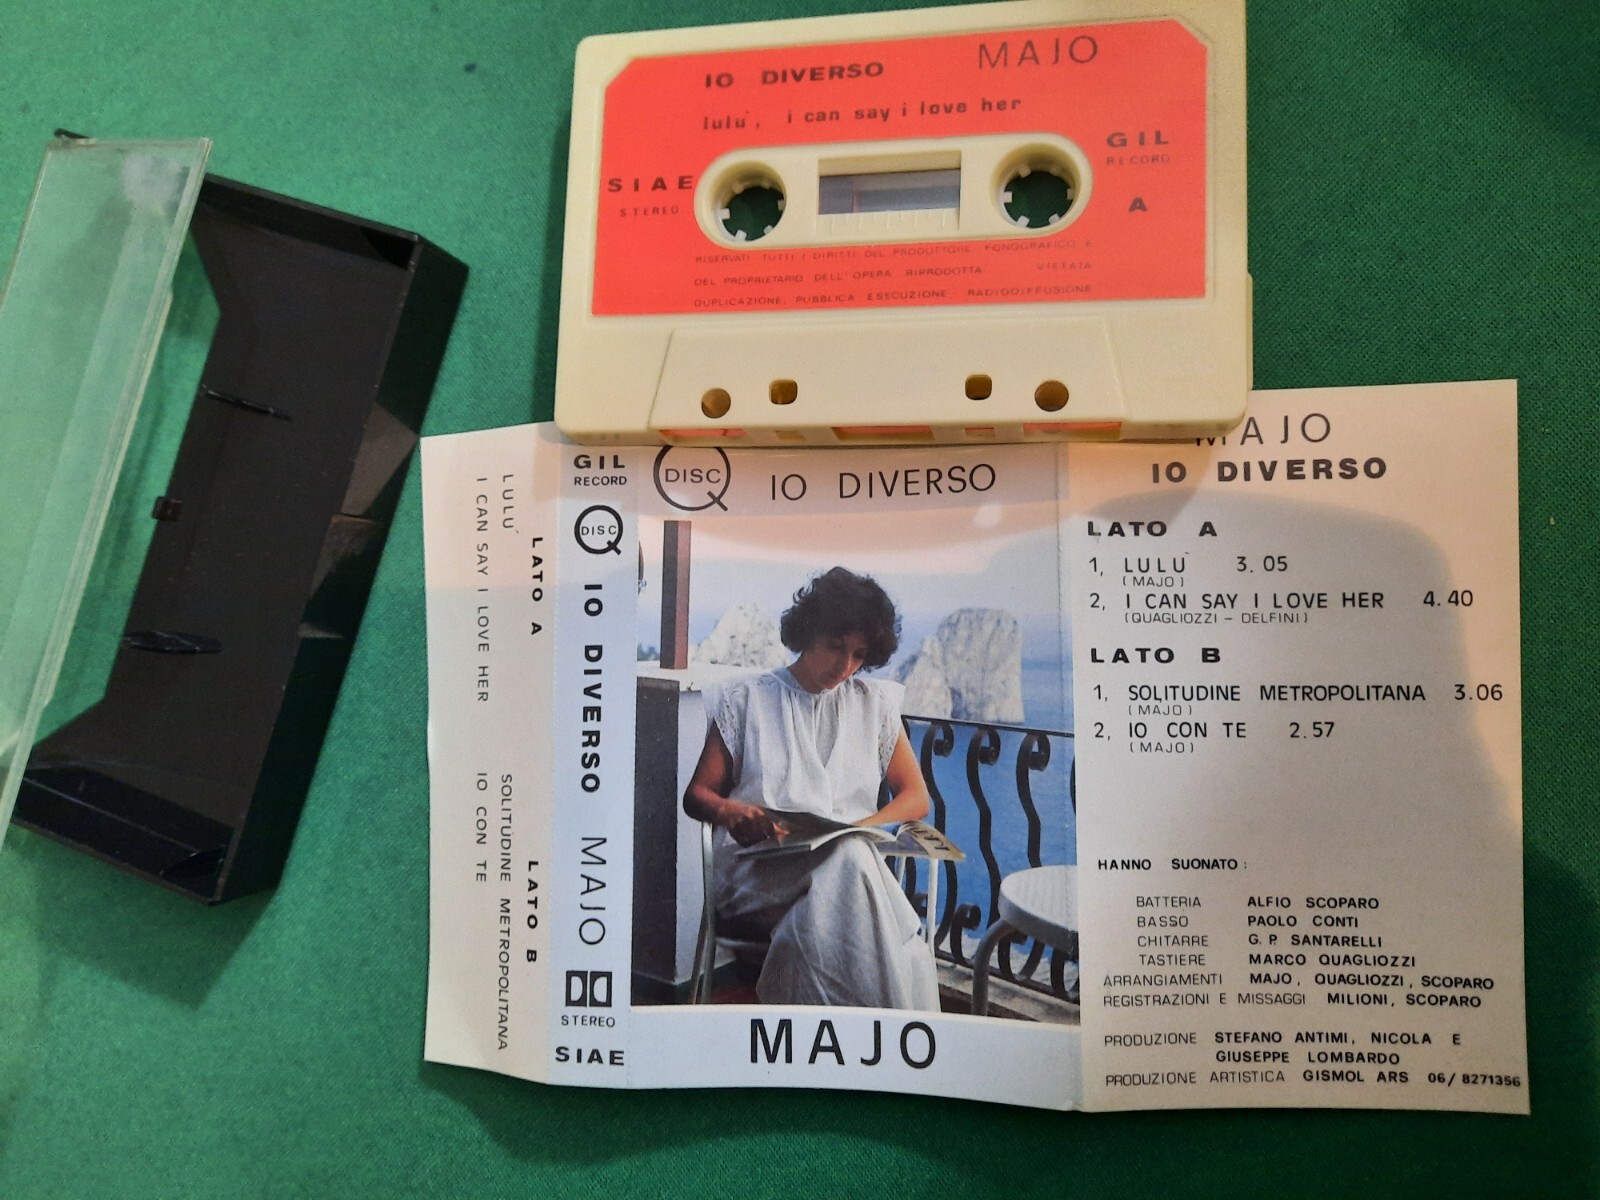 IO DIVERSO MAJO
lulu', i can say i love her
SIAE
STEREO
GIL
RECORD
A
RISERVATI TUTTI I DIRITTI DEL PRODUTTORE FONOGRAFICO E
DEL PROPRIETARIO DELL'OPERA RIPRODOTTA VIETATA
DUPLICAZIONE, PUBBLICA ESECUZIONE RADIODIFFUSIONE
LATO A
LULU'
I CAN SAY I LOVE HER
LATO B
SOLITUDINE METROPOLITANA
IO CON TE
GIL
RECORD
DISC
IO DIVERSO MAJO
STEREO
SIAE
DISC
IO DIVERSO
MAJO
MAJO
IO DIVERSO
LATO A
1, LULU' 3. 05
(MAJO)
2, I CAN SAY I LOVE HER 4. 40
(QUAGLIOZZI - DELFINI)
LATO B
1, SOLITUDINE METROPOLITANA 3.06
(MAJO)
2, IO CON TE 2.57
(MAJO)
HANNO SUONATO:
BATTERIA ALFIO SCOPARO
BASSO PAOLO CONTI
CHITARRE G. P. SANTARELLI
TASTIERE MARCO QUAGLIOZZI
ARRANGIAMENTI MAJO, QUAGLIOZZI, SCOPARO
REGISTRAZIONI E MISSAGGI MILIONI, SCOPARO
PRODUZIONE STEFANO ANTIMI, NICOLA E
GIUSEPPE LOMBARDO
PRODUZIONE ARTISTICA GISMOL ARS 06/ 8271356